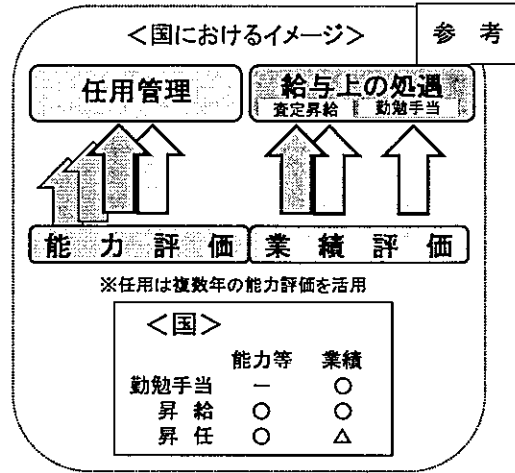 ＜国におけるイメージ＞
参 考
任用管理
給与上の処遇
査定昇給 勤勉手当
能 力 評 価
業 績 評 価
※任用は複数年の能力評価を活用
＜国＞
能力等 業績
勤勉手当 － ○
昇 給 ○ ○
昇 任 ○ △